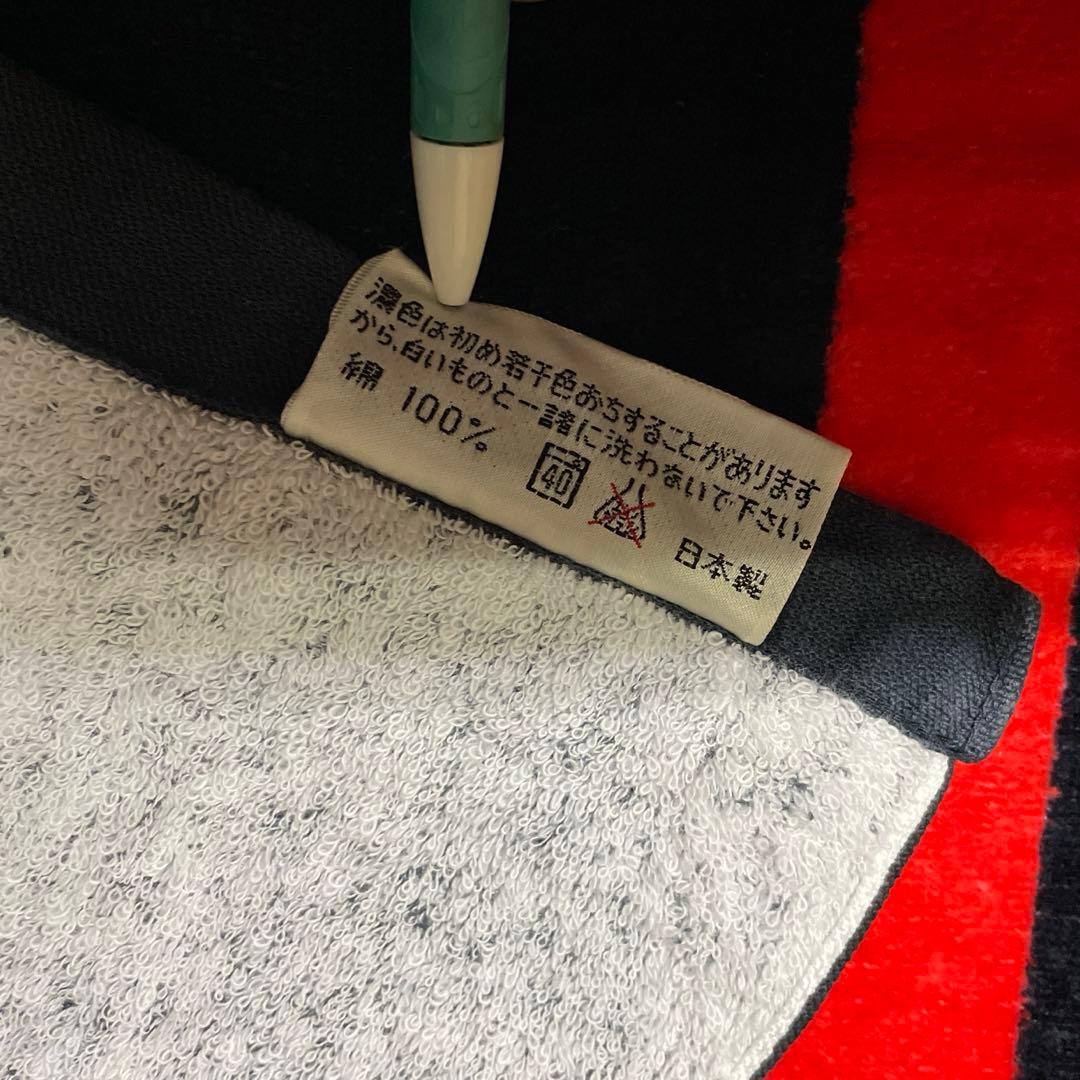 濃色は初め若干色おちすることがあります
から、白いものと一諸に洗わないで下さい。
綿 100%
40
日本製